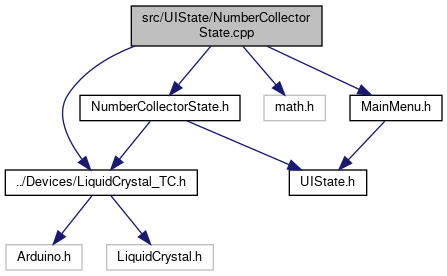 src/UIState/NumberCollector
State.cpp
NumberCollectorState.h
math.h
MainMenu.h
../Devices/LiquidCrystal_TC.h
UIState.h
Arduino.h
LiquidCrystal.h